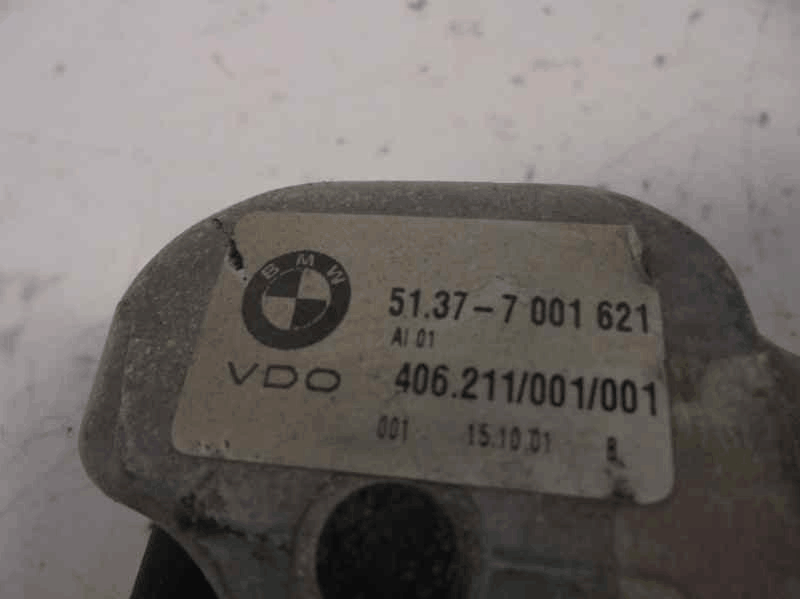 BMW
51.37-7 001 621
AI 01
VDO 406.211/001/001
001 15.10.01 B